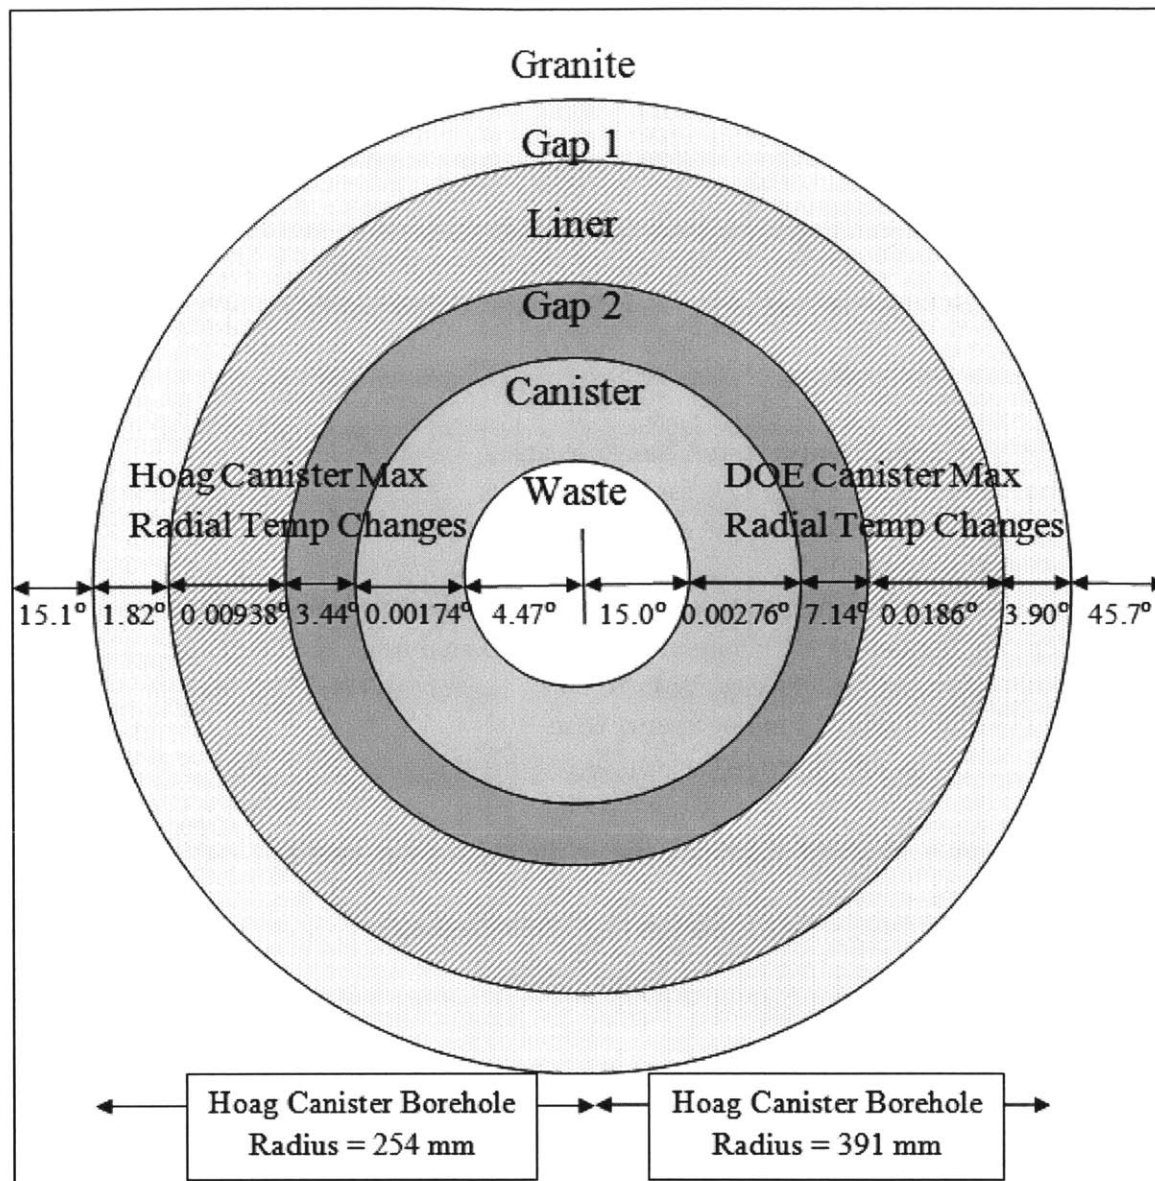 Granite
Gap 1
Liner
Gap 2
Canister
Waste
Hoag Canister Max
Radial Temp Changes
DOE Canister Max
Radial Temp Changes
15.1° 1.82° 0.00938° 3.44° 0.00174° 4.47° 15.0° 0.00276° 7.14° 0.0186° 3.90° 45.7°
Hoag Canister Borehole
Radius = 254 mm
Hoag Canister Borehole
Radius = 391 mm